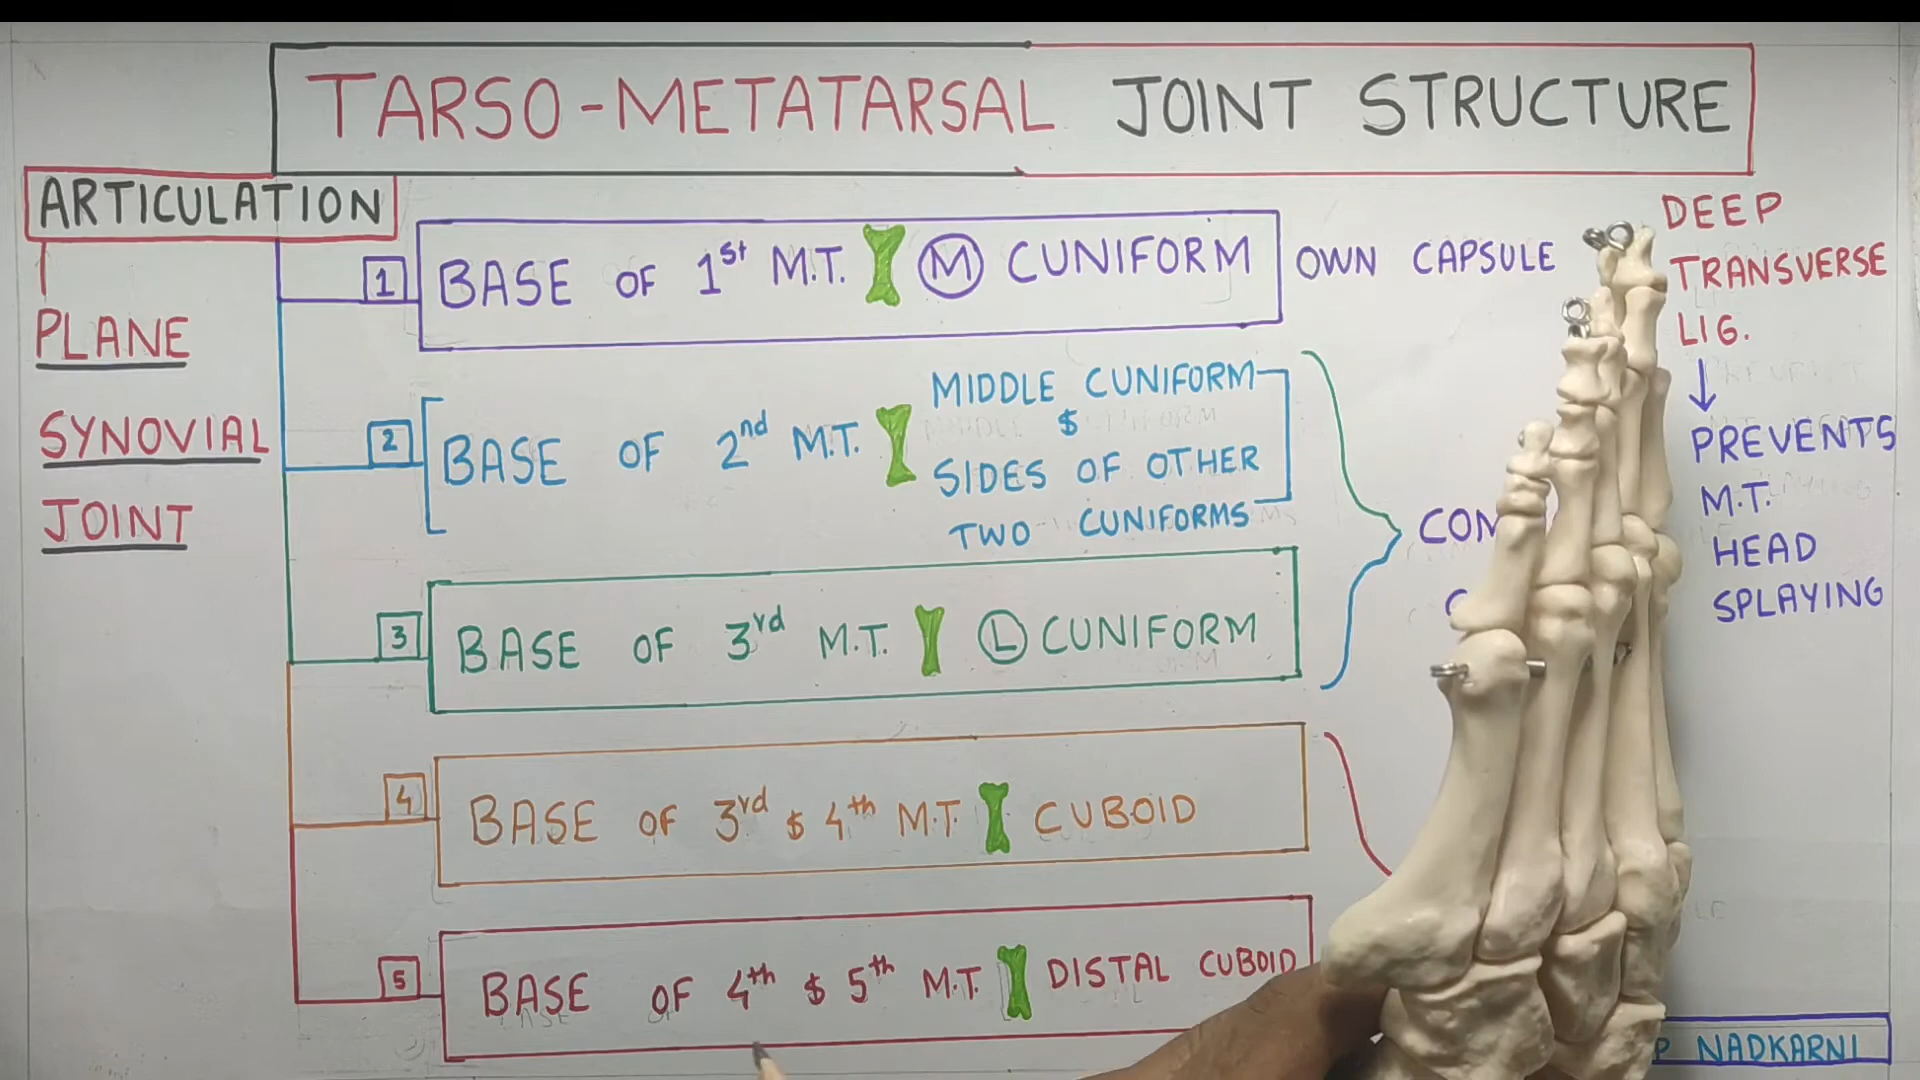 TARSO-METATARSAL JOINT STRUCTURE
ARTICULATION
PLANE
SYNOVIAL
JOINT
1 BASE OF 1st M.T. M CUNIFORM OWN CAPSULE
2 BASE OF 2nd M.T. MIDDLE CUNIFORM
$
SIDES OF OTHER
TWO CUNIFORMS
3 BASE OF 3rd M.T. L CUNIFORM
4 BASE OF 3rd $ 4th M.T. CUBOID
5 BASE OF 4th $ 5th M.T. DISTAL CUBOID
DEEP
TRANSVERSE
LIG.
↓
PREVENTS
M.T.
HEAD
SPLAYING
NADKARNI